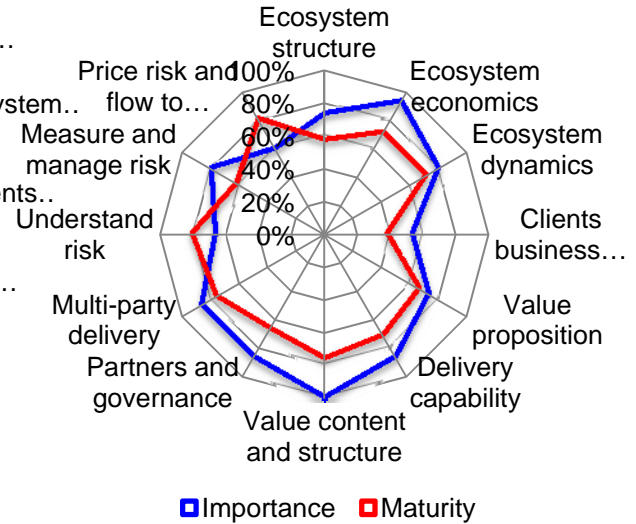 Ecosystem
structure
…
Price risk and
flow to…
100%
Ecosystem
economics
ystem..
80%
Measure and
manage risk
60%
Ecosystem
dynamics
40%
ents..
20%
Understand
risk
0%
Clients
business…
…
Multi-party
delivery
Value
proposition
Partners and
governance
Delivery
capability
Value content
and structure
Importance
Maturity